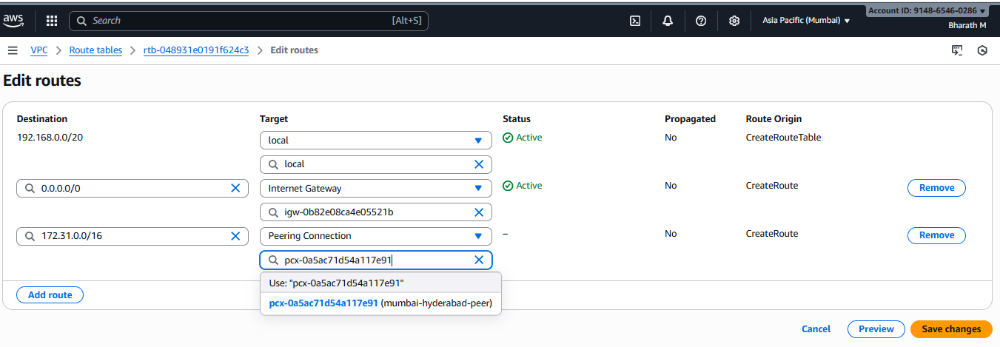 aws Search [Alt+S] Asia Pacific (Mumbai) Account ID: 9148-6546-0286
Bharath M
VPC Route tables rtb-048931e0191f624c3 Edit routes
Edit routes
Destination Target Status Propagated Route Origin
192.168.0.0/20 local Active No CreateRouteTable
local
0.0.0.0/0 Internet Gateway Active No CreateRoute Remove
igw-0b82e08ca4e05521b
172.31.0.0/16 Peering Connection – No CreateRoute Remove
pcx-0a5ac71d54a117e91
Use: "pcx-0a5ac71d54a117e91"
Add route
pcx-0a5ac71d54a117e91 (mumbai-hyderabad-peer)
Cancel Preview Save changes